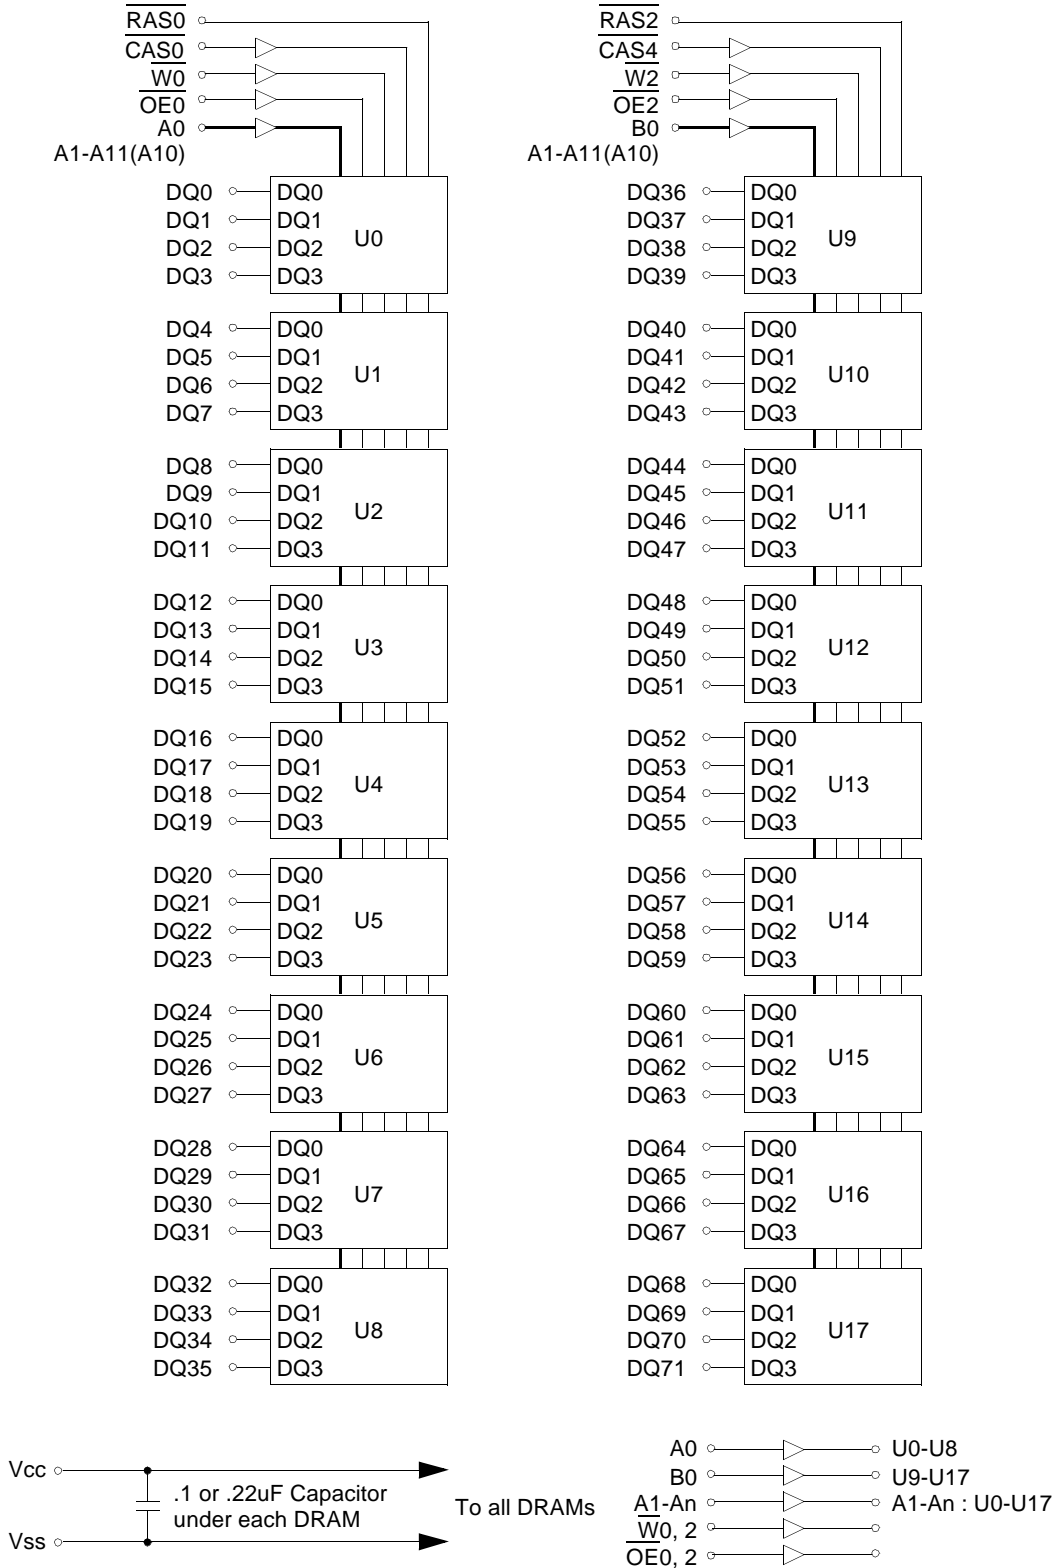 RAS0
CAS0
W0
OE0
A0
A1-A11(A10)
DQ0 DQ0
DQ1 DQ1
DQ2 DQ2
DQ3 DQ3
U0
DQ4 DQ0
DQ5 DQ1
DQ6 DQ2
DQ7 DQ3
U1
DQ8 DQ0
DQ9 DQ1
DQ10 DQ2
DQ11 DQ3
U2
DQ12 DQ0
DQ13 DQ1
DQ14 DQ2
DQ15 DQ3
U3
DQ16 DQ0
DQ17 DQ1
DQ18 DQ2
DQ19 DQ3
U4
DQ20 DQ0
DQ21 DQ1
DQ22 DQ2
DQ23 DQ3
U5
DQ24 DQ0
DQ25 DQ1
DQ26 DQ2
DQ27 DQ3
U6
DQ28 DQ0
DQ29 DQ1
DQ30 DQ2
DQ31 DQ3
U7
DQ32 DQ0
DQ33 DQ1
DQ34 DQ2
DQ35 DQ3
U8
RAS2
CAS4
W2
OE2
B0
A1-A11(A10)
DQ36 DQ0
DQ37 DQ1
DQ38 DQ2
DQ39 DQ3
U9
DQ40 DQ0
DQ41 DQ1
DQ42 DQ2
DQ43 DQ3
U10
DQ44 DQ0
DQ45 DQ1
DQ46 DQ2
DQ47 DQ3
U11
DQ48 DQ0
DQ49 DQ1
DQ50 DQ2
DQ51 DQ3
U12
DQ52 DQ0
DQ53 DQ1
DQ54 DQ2
DQ55 DQ3
U13
DQ56 DQ0
DQ57 DQ1
DQ58 DQ2
DQ59 DQ3
U14
DQ60 DQ0
DQ61 DQ1
DQ62 DQ2
DQ63 DQ3
U15
DQ64 DQ0
DQ65 DQ1
DQ66 DQ2
DQ67 DQ3
U16
DQ68 DQ0
DQ69 DQ1
DQ70 DQ2
DQ71 DQ3
U17
Vcc
.1 or .22uF Capacitor
under each DRAM
Vss
To all DRAMs
A0 U0-U8
B0 U9-U17
A1-An A1-An : U0-U17
W0, 2
OE0, 2